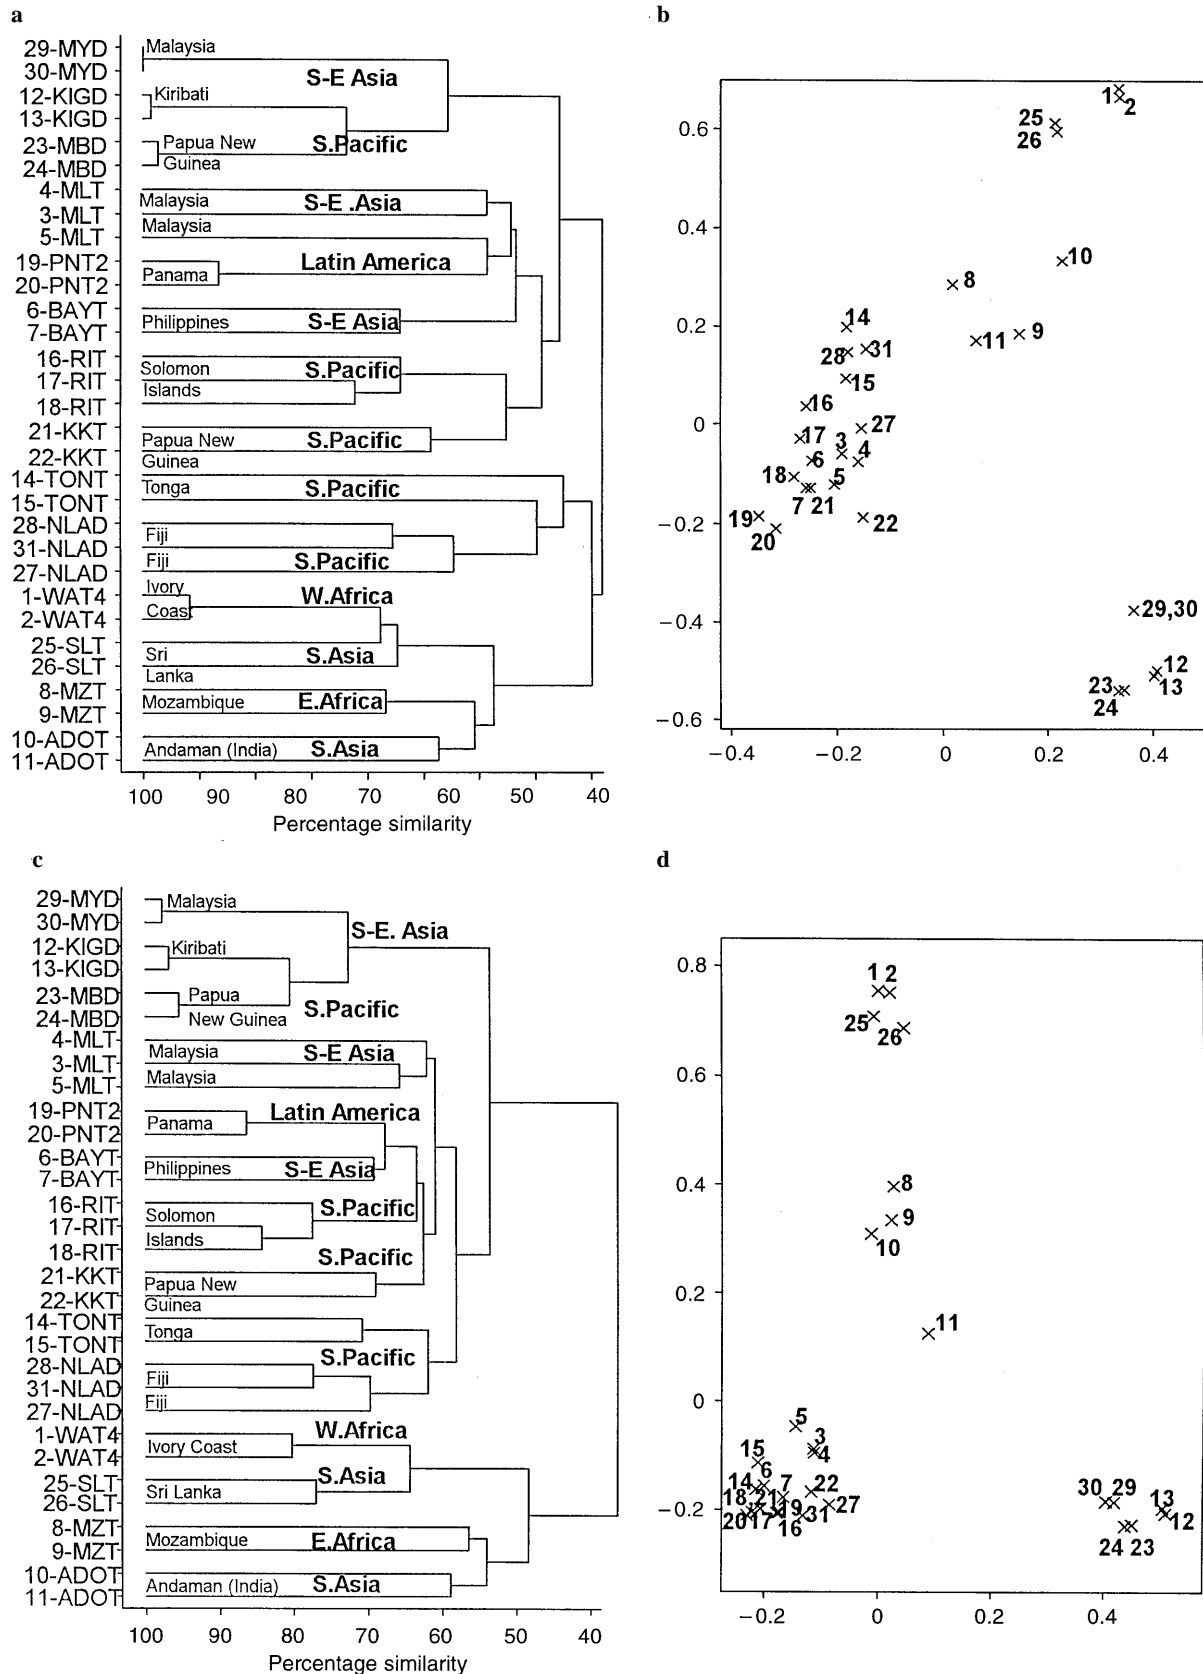 a
29-MYD
Malaysia
30-MYD
S-E Asia
12-KIGD
Kiribati
13-KIGD
23-MBD
Papua New
S.Pacific
24-MBD
Guinea
4-MLT
Malaysia
S-E .Asia
3-MLT
5-MLT
Malaysia
19-PNT2
Panama
Latin America
20-PNT2
6-BAYT
Philippines
S-E Asia
7-BAYT
16-RIT
Solomon
S.Pacific
17-RIT
Islands
18-RIT
21-KKT
Papua New
S.Pacific
22-KKT
Guinea
14-TONT
Tonga
S.Pacific
15-TONT
28-NLAD
Fiji
31-NLAD
Fiji
S.Pacific
27-NLAD
1-WAT4
Ivory
W.Africa
2-WAT4
Coast
25-SLT
Sri
S.Asia
26-SLT
Lanka
8-MZT
Mozambique
E.Africa
9-MZT
10-ADOT
Andaman (India)
S.Asia
11-ADOT
100 90 80 70 60 50 40
Percentage similarity
b
1 2
25
26
0.6
0.4
10
8
0.2
14
11 9
28 31
15
16
0
27
17 3 4
6
18 5
7 21
−0.2
19
20
22
−0.4
29,30
12
13
23
24
−0.6
−0.4 −0.2 0 0.2 0.4
c
29-MYD
Malaysia
30-MYD
S-E. Asia
12-KIGD
Kiribati
13-KIGD
23-MBD
Papua
S.Pacific
24-MBD
New Guinea
4-MLT
Malaysia
S-E Asia
3-MLT
Malaysia
5-MLT
19-PNT2
Panama
Latin America
20-PNT2
6-BAYT
Philippines
S-E Asia
7-BAYT
16-RIT
Solomon
S.Pacific
17-RIT
Islands
18-RIT
S.Pacific
21-KKT
Papua New
22-KKT
Guinea
14-TONT
Tonga
15-TONT
S.Pacific
28-NLAD
Fiji
31-NLAD
Fiji
27-NLAD
1-WAT4
Ivory Coast
W.Africa
2-WAT4
25-SLT
Sri Lanka
S.Asia
26-SLT
8-MZT
Mozambique
E.Africa
9-MZT
10-ADOT
Andaman (India)
S.Asia
11-ADOT
100 90 80 70 60 50 40
Percentage similarity
d
0.8
1 2
25
26
0.6
0.4
8
9
10
0.2
11
0
5
3
4
15
6
14 7 22
18 21 19 27
−0.2
20 17 16 31
30 29
13
12
24 23
−0.2 0 0.2 0.4